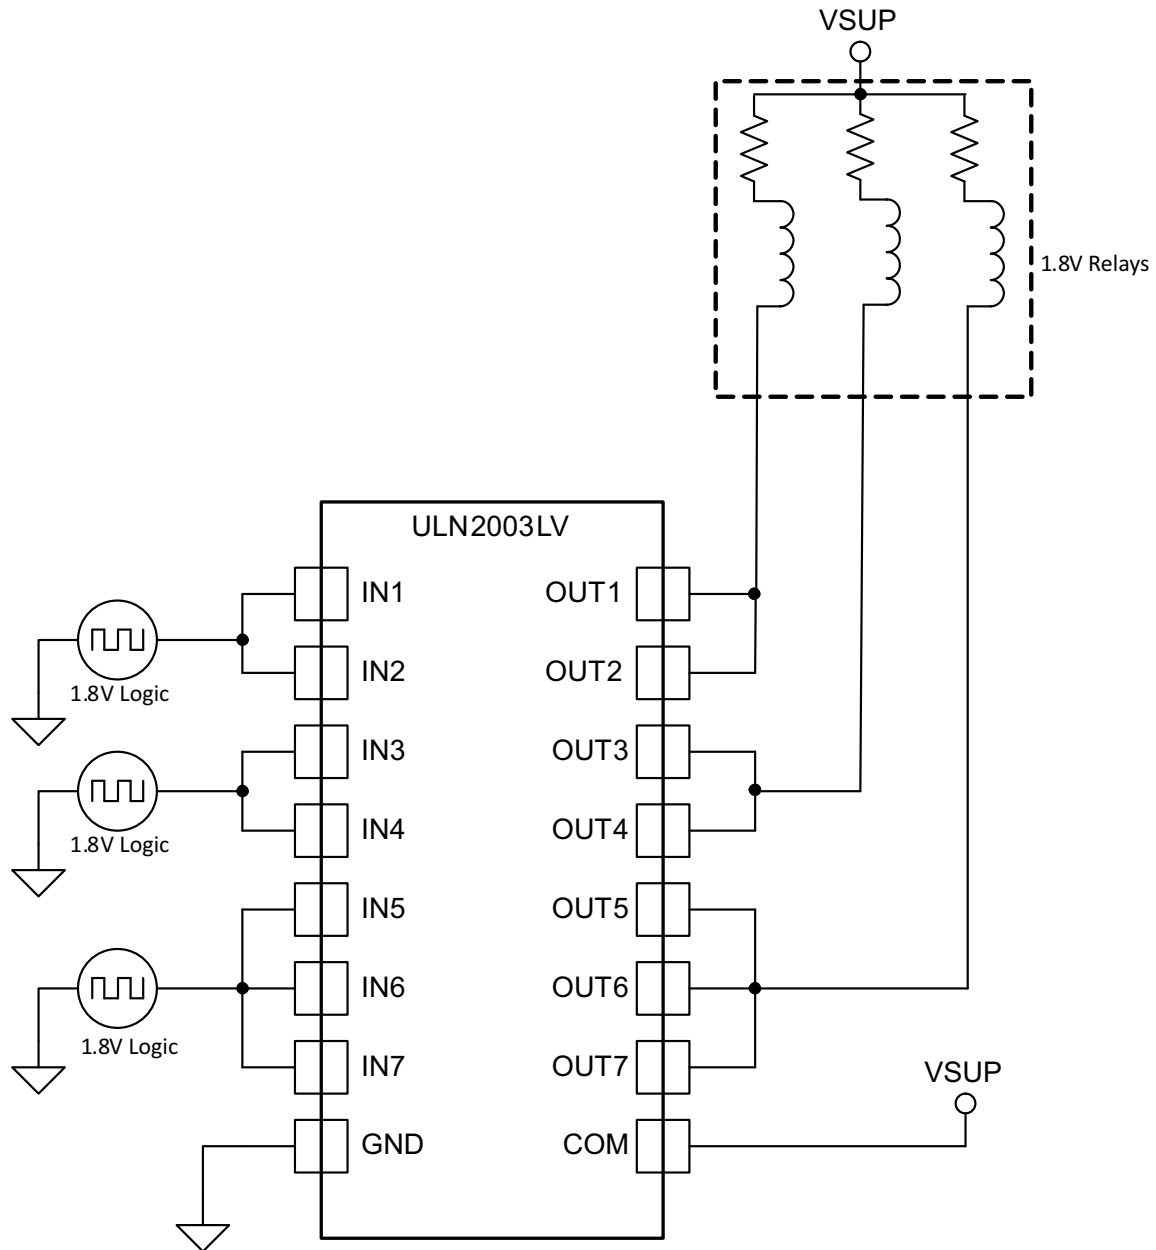 VSUP
1.8V Relays
ULN2003LV
IN1
OUT1
IN2
OUT2
1.8V Logic
IN3
OUT3
IN4
OUT4
1.8V Logic
IN5
OUT5
IN6
OUT6
1.8V Logic
IN7
OUT7
VSUP
GND
COM